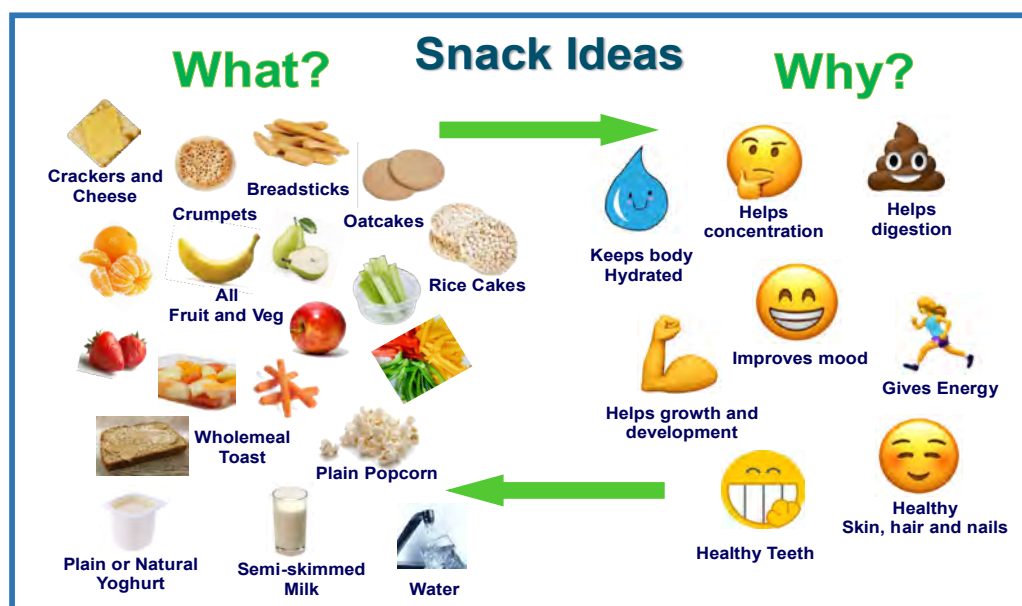 Snack Ideas
What?
Why?
Crackers and
Cheese
Breadsticks
Crumpets
Oatcakes
Rice Cakes
All
Fruit and Veg
Wholemeal
Toast
Plain Popcorn
Plain or Natural
Yoghurt
Semi-skimmed
Milk
Water
Keeps body
Hydrated
Helps
concentration
Helps
digestion
Improves mood
Gives Energy
Helps growth and
development
Healthy Teeth
Healthy
Skin, hair and nails